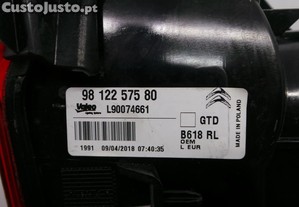 CustoJusto.pt
98 122 575 80
Valeo
L90074661
GTD
B618 RL
OEM
L EUR
1991 09/04/2018 07:40:35
MADE IN POLAND